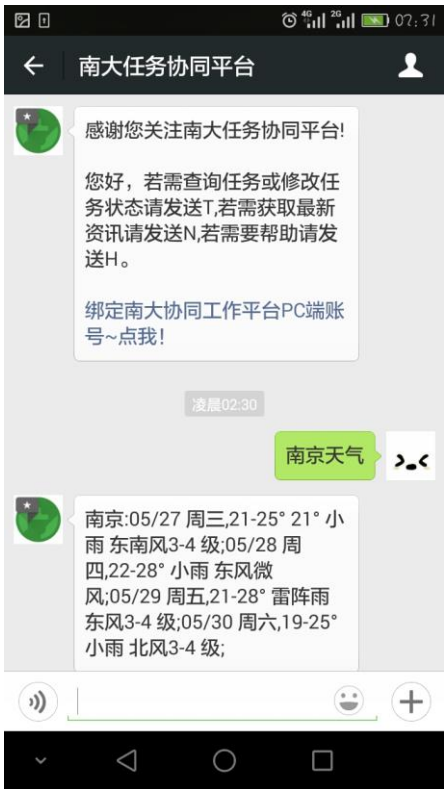 4G 2G 02:31
南大任务协同平台
感谢您关注南大任务协同平台!
您好，若需查询任务或修改任
务状态请发送T,若需获取最新
资讯请发送N,若需要帮助请发
送H。
绑定南大协同工作平台PC端账
号~点我!
凌晨02:30
南京天气
南京:05/27 周三,21-25° 21° 小
雨 东南风3-4 级;05/28 周
四,22-28° 小雨 东风微
风;05/29 周五,21-28° 雷阵雨
东风3-4 级;05/30 周六,19-25°
小雨 北风3-4 级;